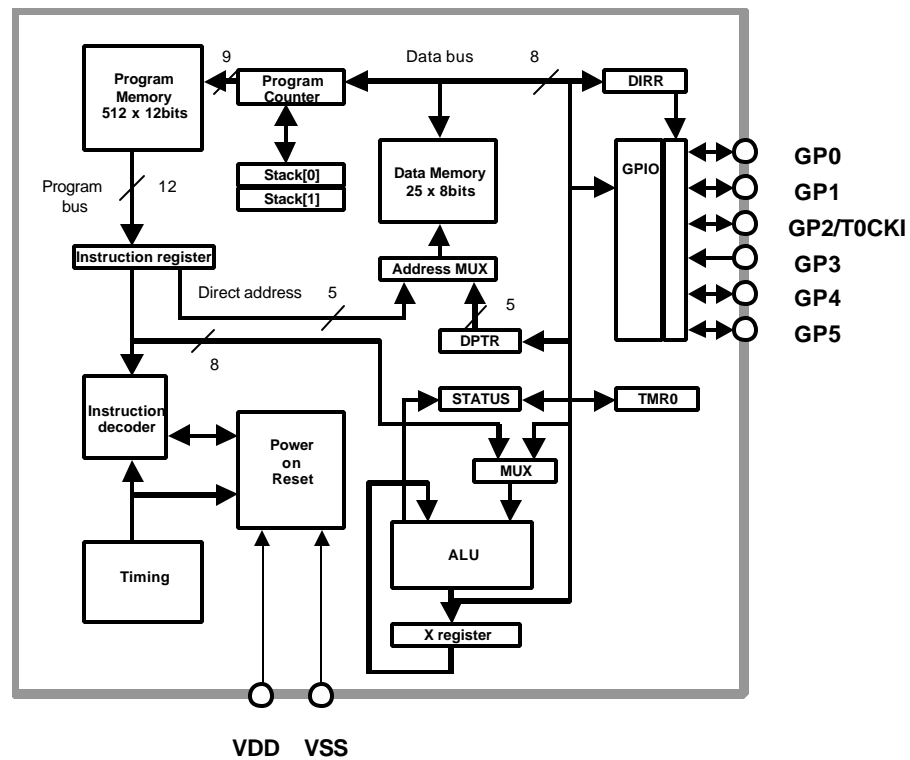 9
Data bus
8
Program
Memory
512 x 12bits
Program
Counter
DIRR
Stack[0]
Stack[1]
Data Memory
25 x 8bits
GPIO
GP0
GP1
GP2/T0CKI
GP3
GP4
GP5
Program
bus
12
Instruction register
Address MUX
Direct address
5
5
DPTR
8
Instruction
decoder
STATUS
TMR0
Power
on
Reset
MUX
Timing
ALU
X register
VDD
VSS